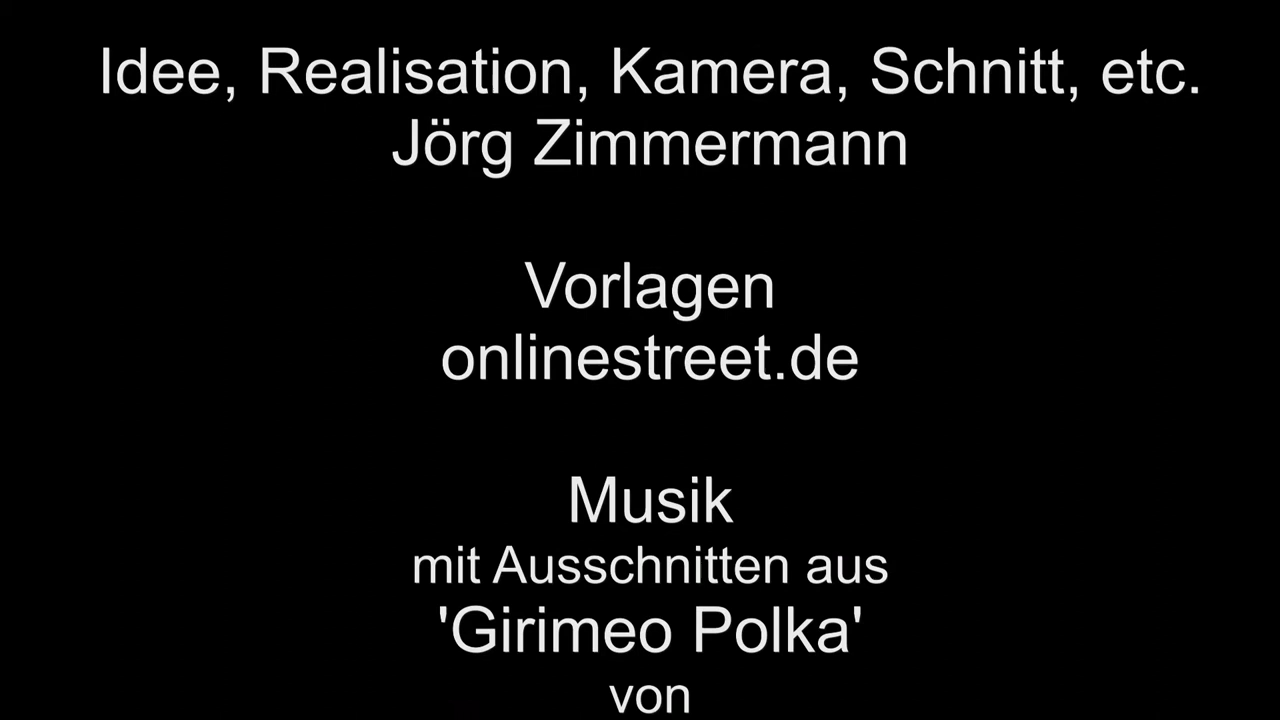 Idee, Realisation, Kamera, Schnitt, etc.
Jörg Zimmermann
Vorlagen
onlinestreet.de
Musik
mit Ausschnitten aus
'Girimeo Polka'
von